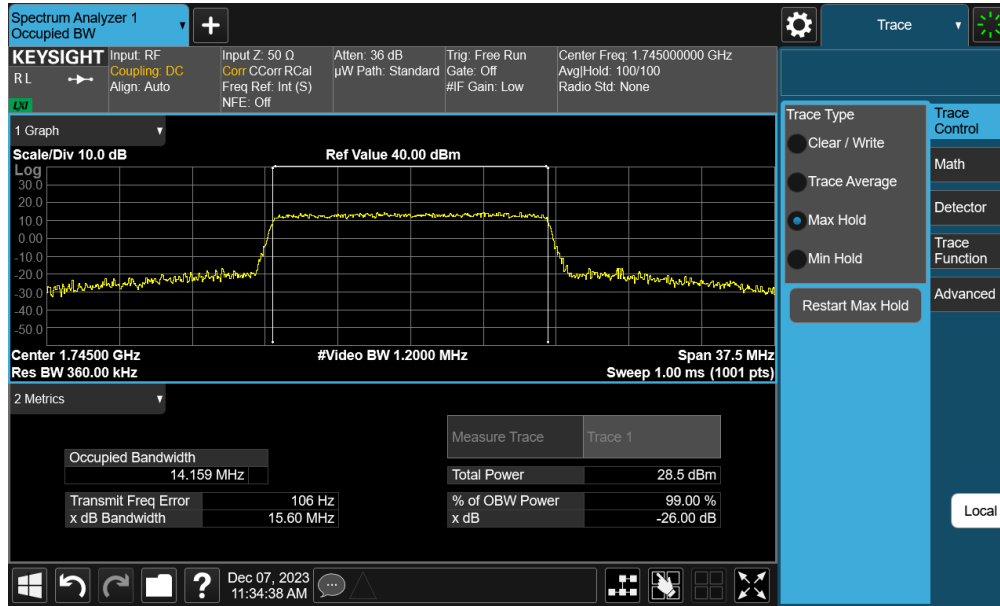 Spectrum Analyzer 1
Occupied BW
Trace
KEYSIGHT
R L
LXI
Input: RF
Coupling: DC
Align: Auto
Input Z: 50 Ω
Corr CCorr RCal
Freq Ref: Int (S)
NFE: Off
Atten: 36 dB
µW Path: Standard
Trig: Free Run
Gate: Off
#IF Gain: Low
Center Freq: 1.745000000 GHz
Avg|Hold: 100/100
Radio Std: None
1 Graph
Scale/Div 10.0 dB
Ref Value 40.00 dBm
Log
30.0
20.0
10.0
0.00
-10.0
-20.0
-30.0
-40.0
-50.0
Center 1.74500 GHz
#Video BW 1.2000 MHz
Span 37.5 MHz
Res BW 360.00 kHz
Sweep 1.00 ms (1001 pts)
2 Metrics
Measure Trace
Trace 1
Occupied Bandwidth
14.159 MHz
Total Power
28.5 dBm
Transmit Freq Error
106 Hz
% of OBW Power
99.00 %
x dB Bandwidth
15.60 MHz
x dB
-26.00 dB
Trace Type
Clear / Write
Trace Average
Max Hold
Min Hold
Restart Max Hold
Trace
Control
Math
Detector
Trace
Function
Advanced
Local
?
Dec 07, 2023
11:34:38 AM